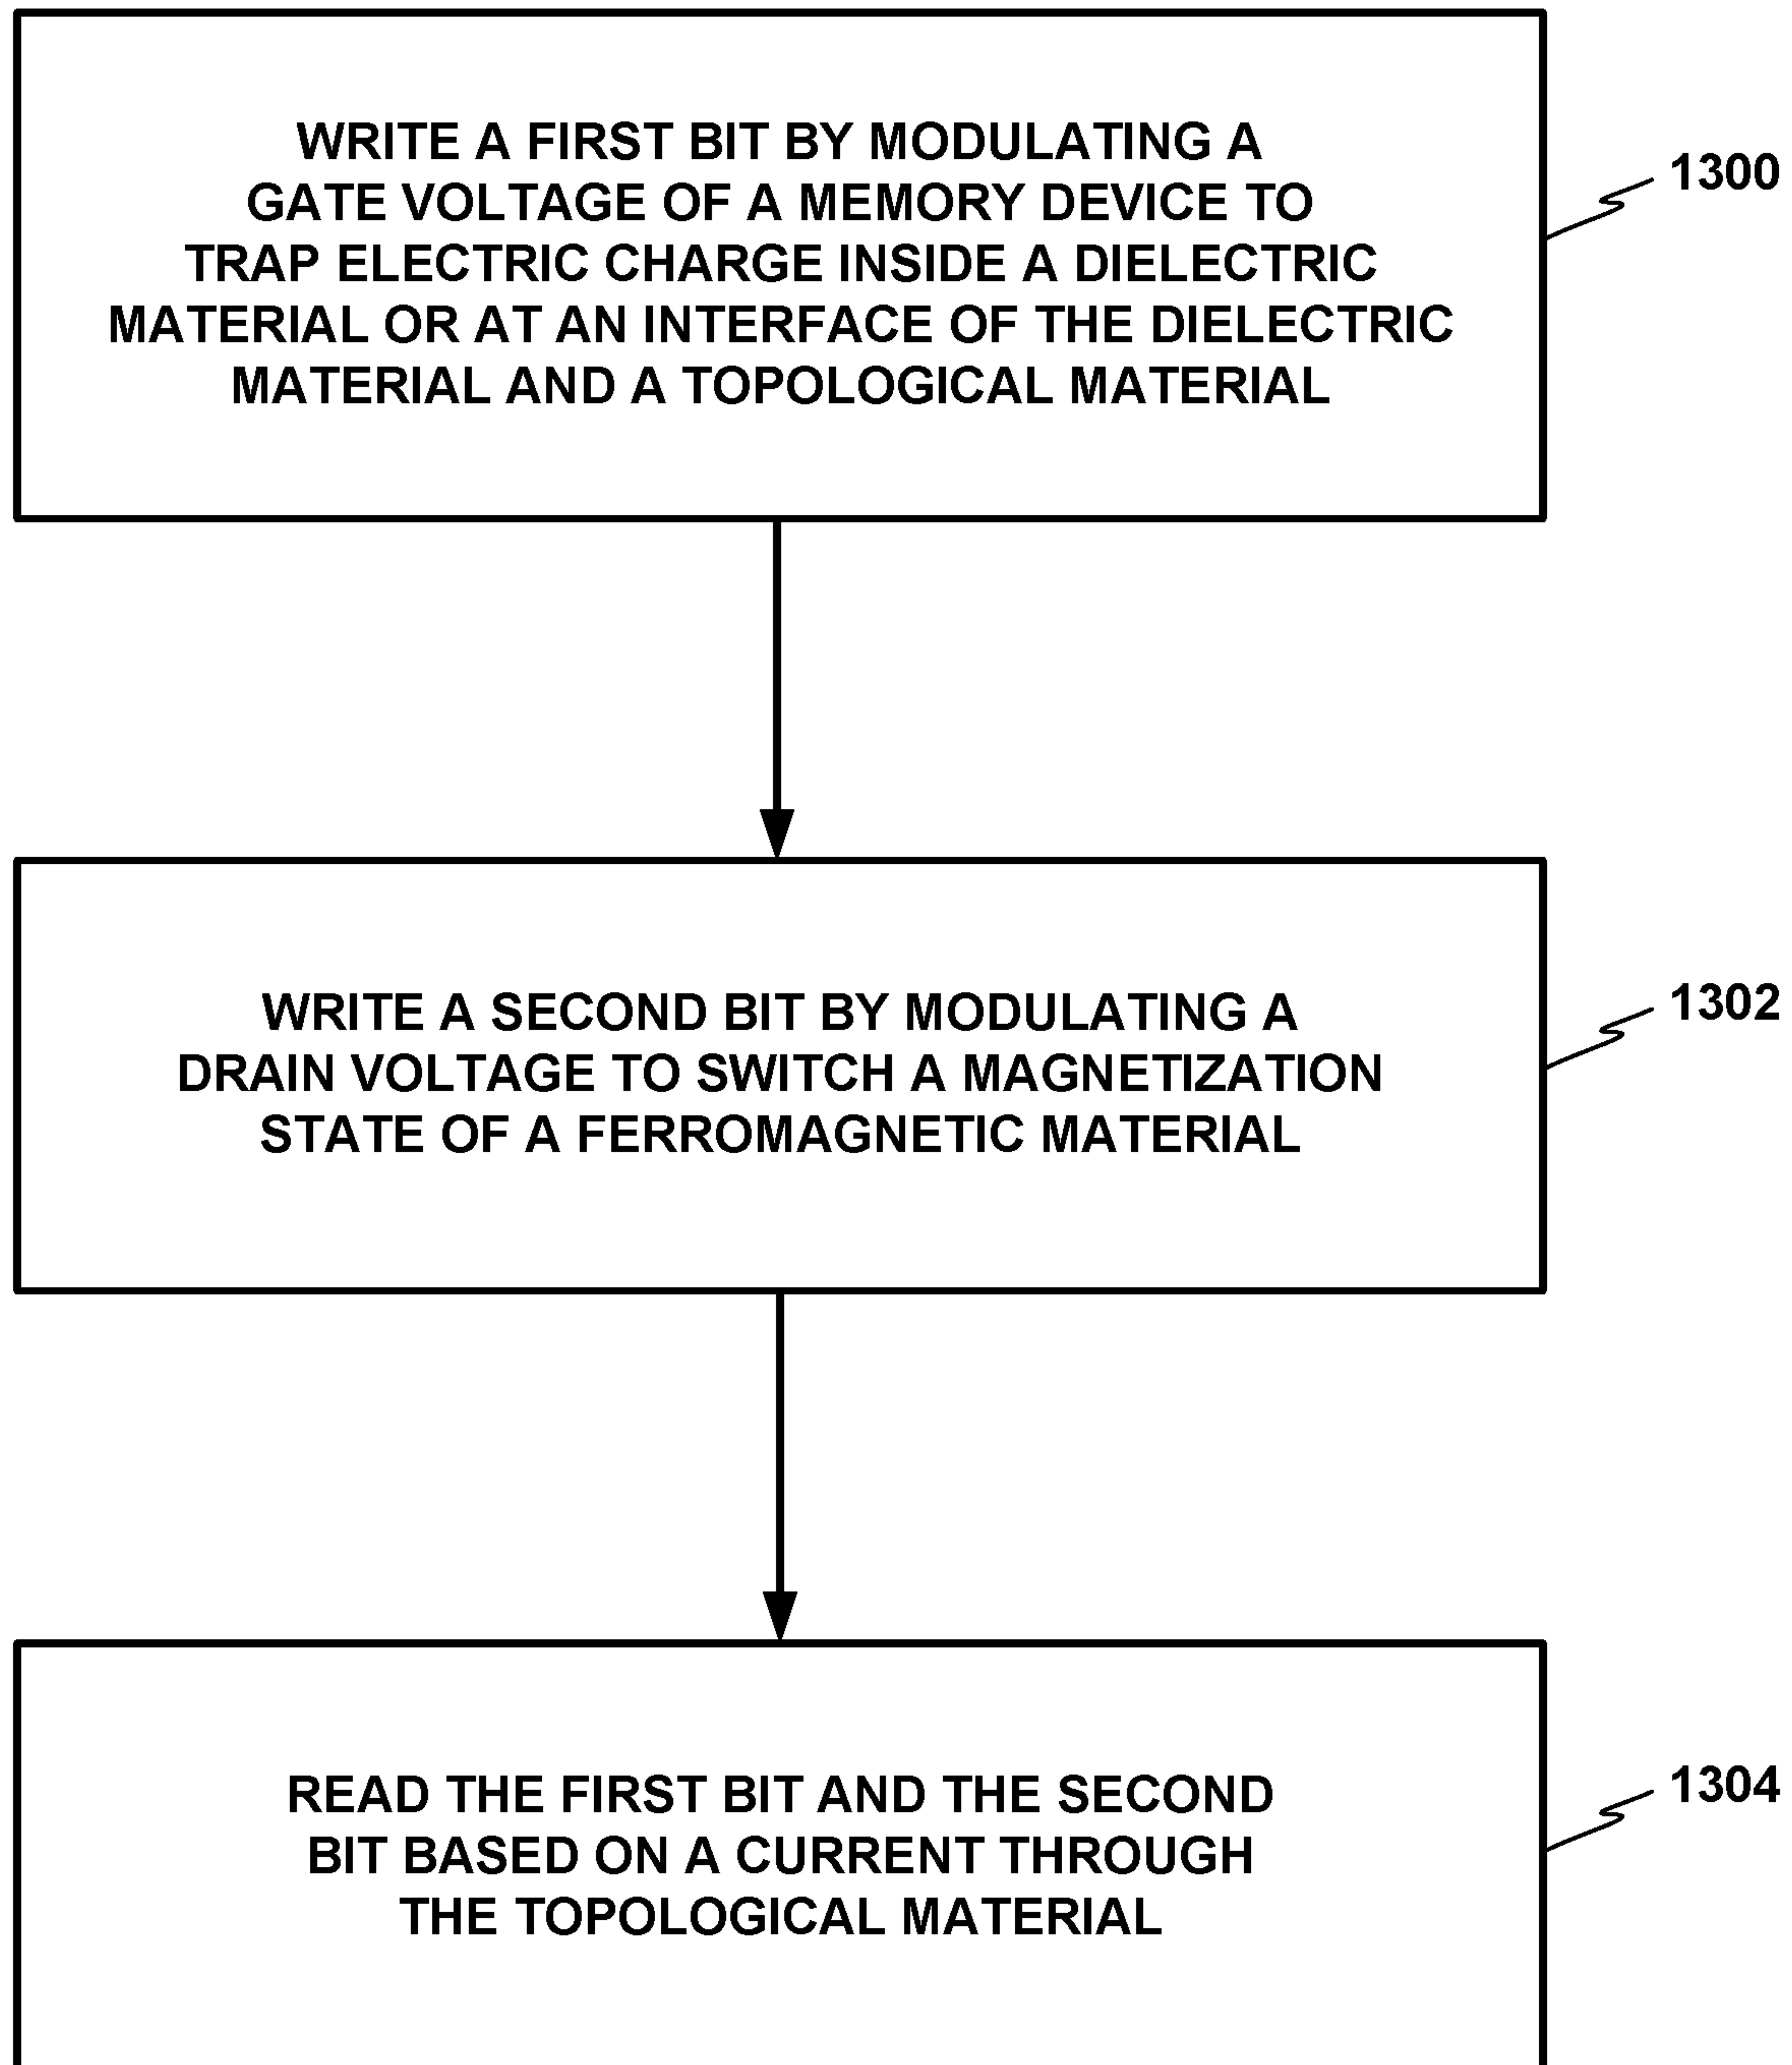 WRITE A FIRST BIT BY MODULATING A
GATE VOLTAGE OF A MEMORY DEVICE TO
TRAP ELECTRIC CHARGE INSIDE A DIELECTRIC
MATERIAL OR AT AN INTERFACE OF THE DIELECTRIC
MATERIAL AND A TOPOLOGICAL MATERIAL
1300
WRITE A SECOND BIT BY MODULATING A
DRAIN VOLTAGE TO SWITCH A MAGNETIZATION
STATE OF A FERROMAGNETIC MATERIAL
1302
READ THE FIRST BIT AND THE SECOND
BIT BASED ON A CURRENT THROUGH
THE TOPOLOGICAL MATERIAL
1304